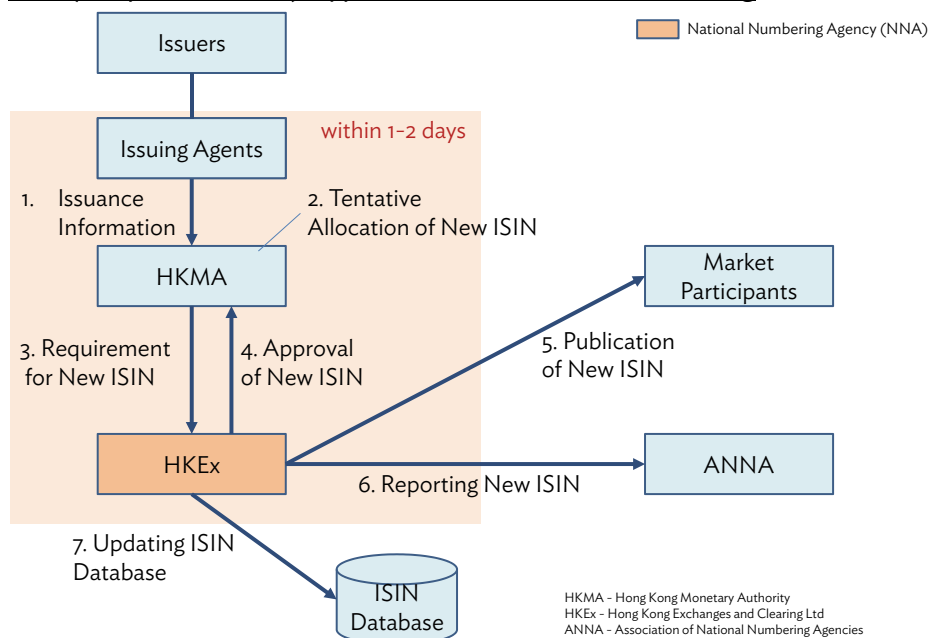 National Numbering Agency (NNA)
Issuers
within 1-2 days
Issuing Agents
1. Issuance
Information
2. Tentative
Allocation of New ISIN
HKMA
Market
Participants
3. Requirement
for New ISIN
4. Approval
of New ISIN
5. Publication
of New ISIN
HKEx
ANNA
6. Reporting New ISIN
7. Updating ISIN
Database
ISIN
Database
HKMA - Hong Kong Monetary Authority
HKEx - Hong Kong Exchanges and Clearing Ltd
ANNA - Association of National Numbering Agencies